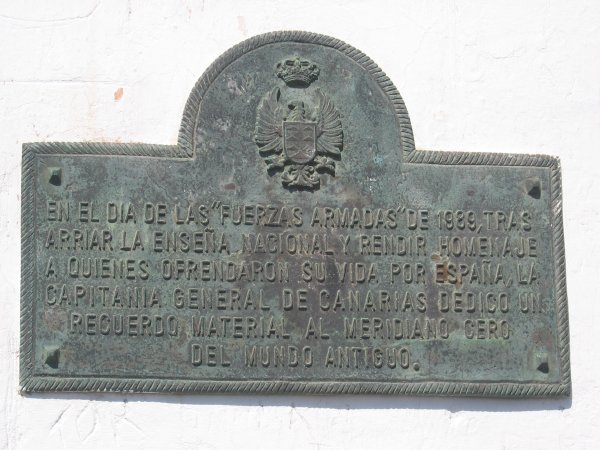 EN EL DIA DE LAS "FUERZAS ARMADAS" DE 1989, TRAS
ARRIAR LA ENSEÑA NACIONAL Y RENDIR HOMENAJE
A QUIENES OFRENDARON SU VIDA POR ESPAÑA, LA
CAPITANIA GENERAL DE CANARIAS DEDICO UN
RECUERDO MATERIAL AL MERIDIANO CERO
DEL MUNDO ANTIGUO.